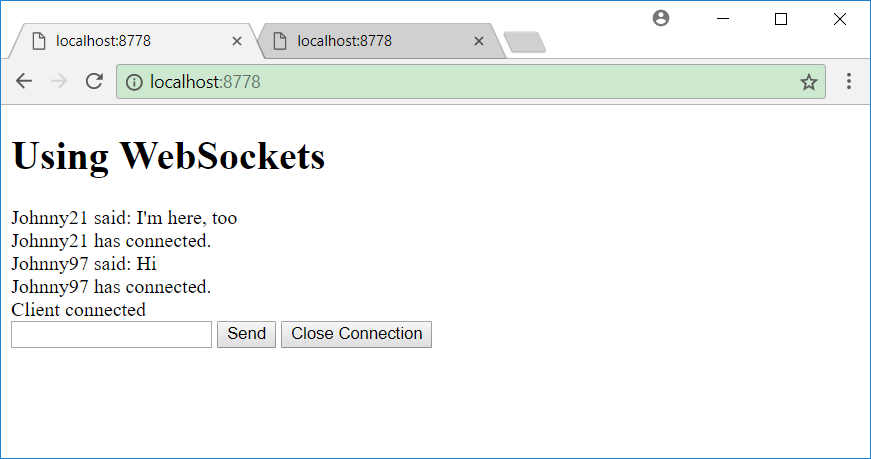 localhost:8778
localhost:8778
localhost:8778
Using WebSockets
Johnny21 said: I'm here, too
Johnny21 has connected.
Johnny97 said: Hi
Johnny97 has connected.
Client connected
Send Close Connection